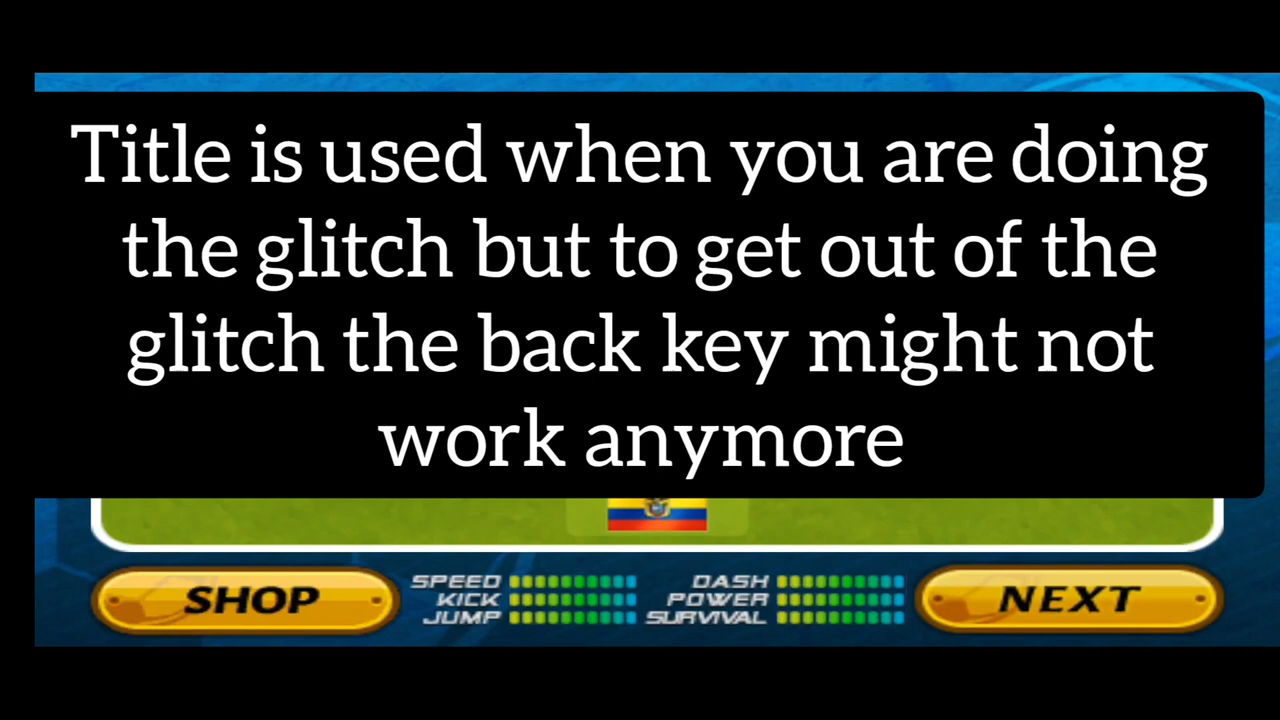 Title is used when you are doing
the glitch but to get out of the
glitch the back key might not
work anymore
SHOP
SPEED
KICK
JUMP
DASH
POWER
SURVIVAL
NEXT